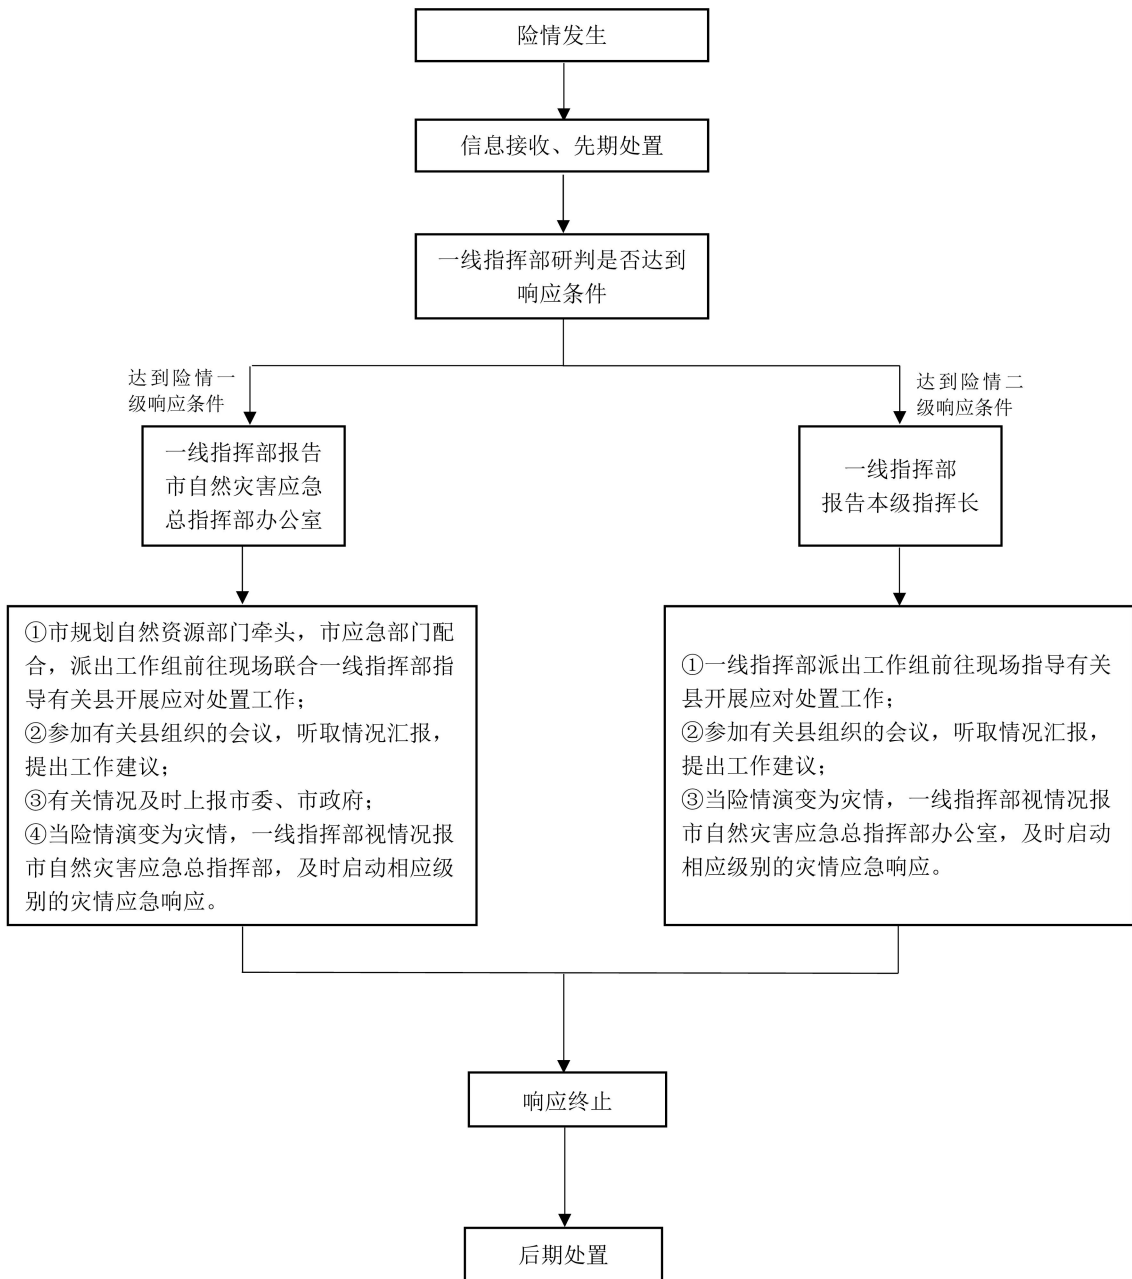 险情发生
信息接收、先期处置
一线指挥部研判是否达到
响应条件
达到险情一
级响应条件
达到险情二
级响应条件
一线指挥部报告
市自然灾害应急
总指挥部办公室
一线指挥部
报告本级指挥长
①市规划自然资源部门牵头，市应急部门配
合，派出工作组前往现场联合一线指挥部指
导有关县开展应对处置工作；
②参加有关县组织的会议，听取情况汇报，
提出工作建议；
③有关情况及时上报市委、市政府；
④当险情演变为灾情，一线指挥部视情况报
市自然灾害应急总指挥部，及时启动相应级
别的灾情应急响应。
①一线指挥部派出工作组前往现场指导有关
县开展应对处置工作；
②参加有关县组织的会议，听取情况汇报，
提出工作建议；
③当险情演变为灾情，一线指挥部视情况报
市自然灾害应急总指挥部办公室，及时启动
相应级别的灾情应急响应。
响应终止
后期处置